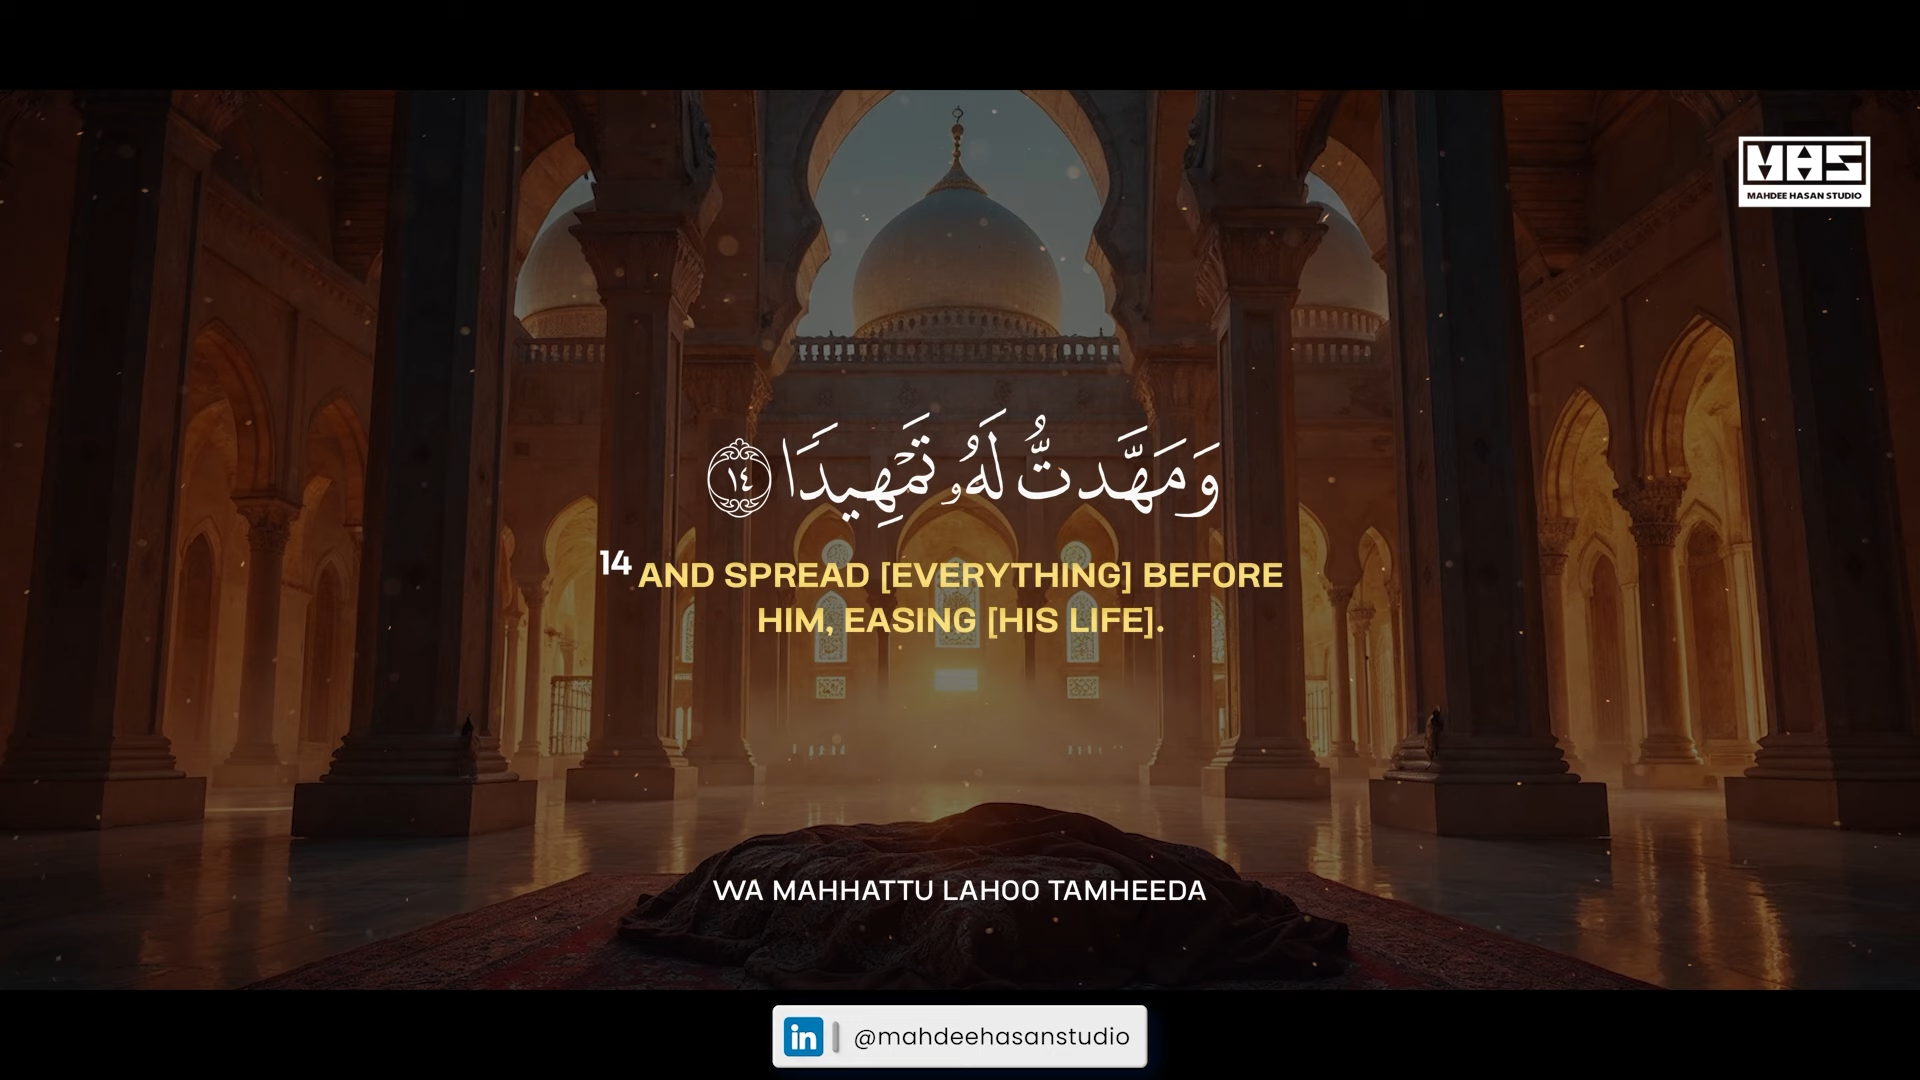 MHS
MAHDEE HASAN STUDIO
وَمَهَّدتُّ لَهُۥ تَمْهِيدًا ١٤
14 AND SPREAD [EVERYTHING] BEFORE
HIM, EASING [HIS LIFE].
WA MAHHATTU LAHOO TAMHEEDA
in | @mahdeehasanstudio